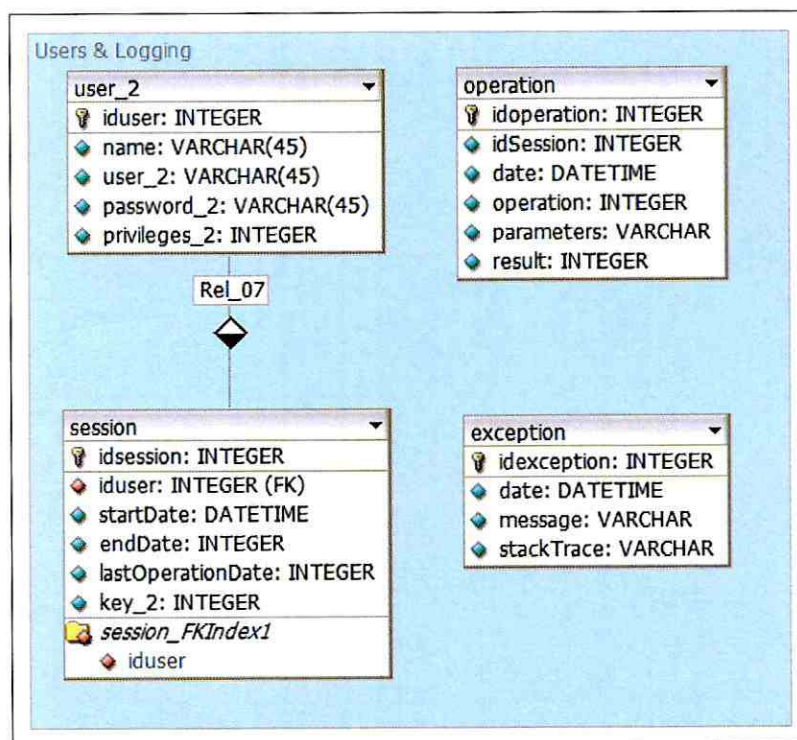 Users & Logging
user_2
iduser: INTEGER
name: VARCHAR(45)
user_2: VARCHAR(45)
password_2: VARCHAR(45)
privileges_2: INTEGER
operation
idoperation: INTEGER
idSession: INTEGER
date: DATETIME
operation: INTEGER
parameters: VARCHAR
result: INTEGER
Rel_07
session
idsession: INTEGER
iduser: INTEGER (FK)
startDate: DATETIME
endDate: INTEGER
lastOperationDate: INTEGER
key_2: INTEGER
session_FKIndex1
iduser
exception
idexception: INTEGER
date: DATETIME
message: VARCHAR
stackTrace: VARCHAR